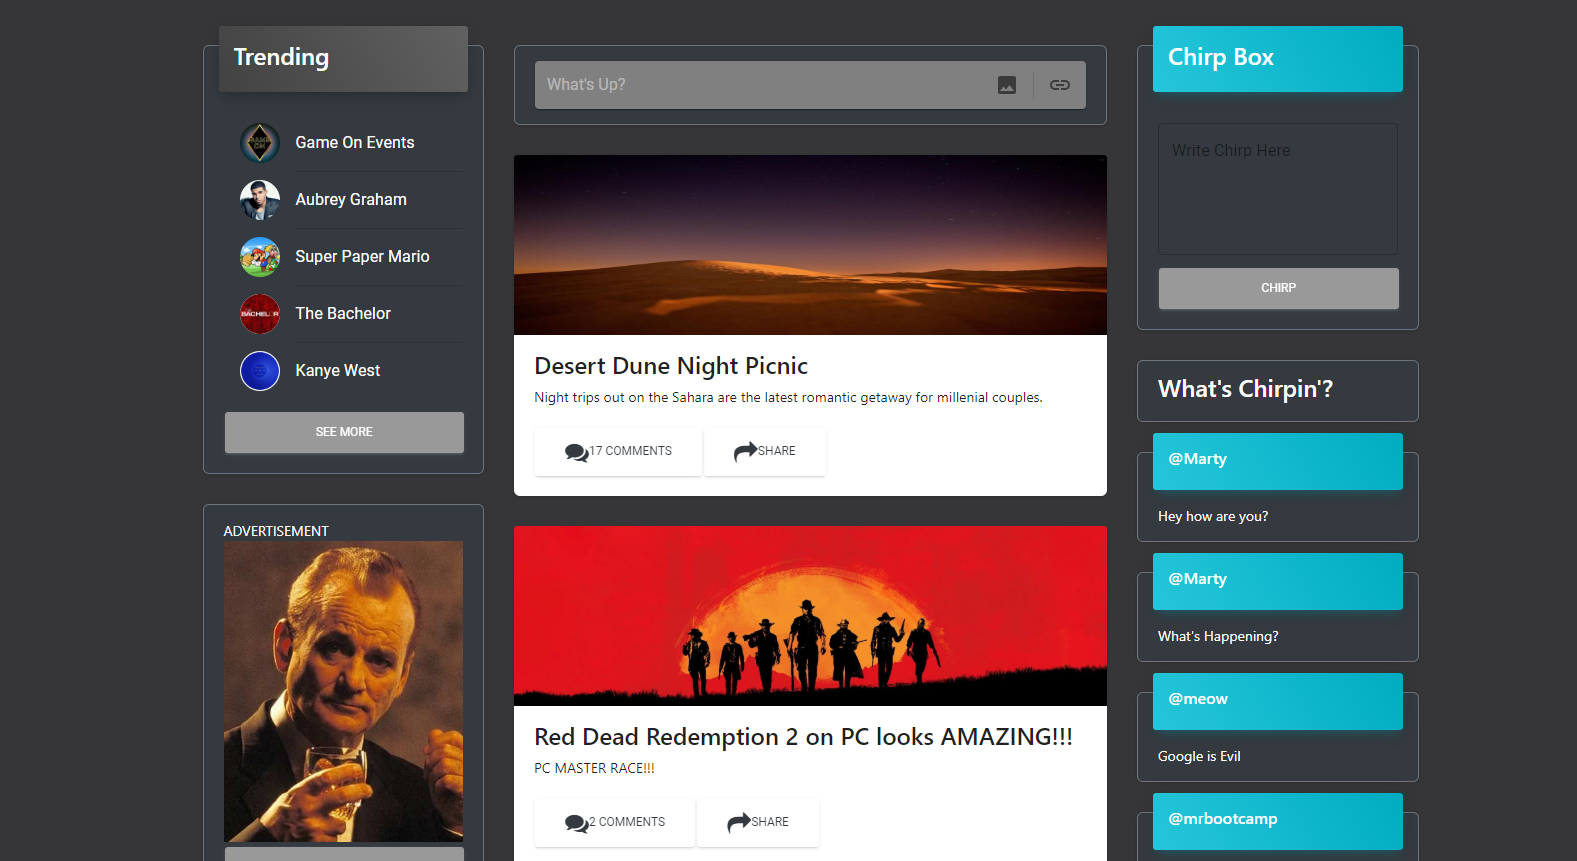 Trending
Game On Events
Aubrey Graham
Super Paper Mario
THE
BACHELOR
The Bachelor
Kanye West
SEE MORE
ADVERTISEMENT
What's Up?
Desert Dune Night Picnic
Night trips out on the Sahara are the latest romantic getaway for millenial couples.
17 COMMENTS
SHARE
Red Dead Redemption 2 on PC looks AMAZING!!!
PC MASTER RACE!!!
2 COMMENTS
SHARE
Chirp Box
Write Chirp Here
CHIRP
What's Chirpin'?
@Marty
Hey how are you?
@Marty
What's Happening?
@meow
Google is Evil
@mrbootcamp